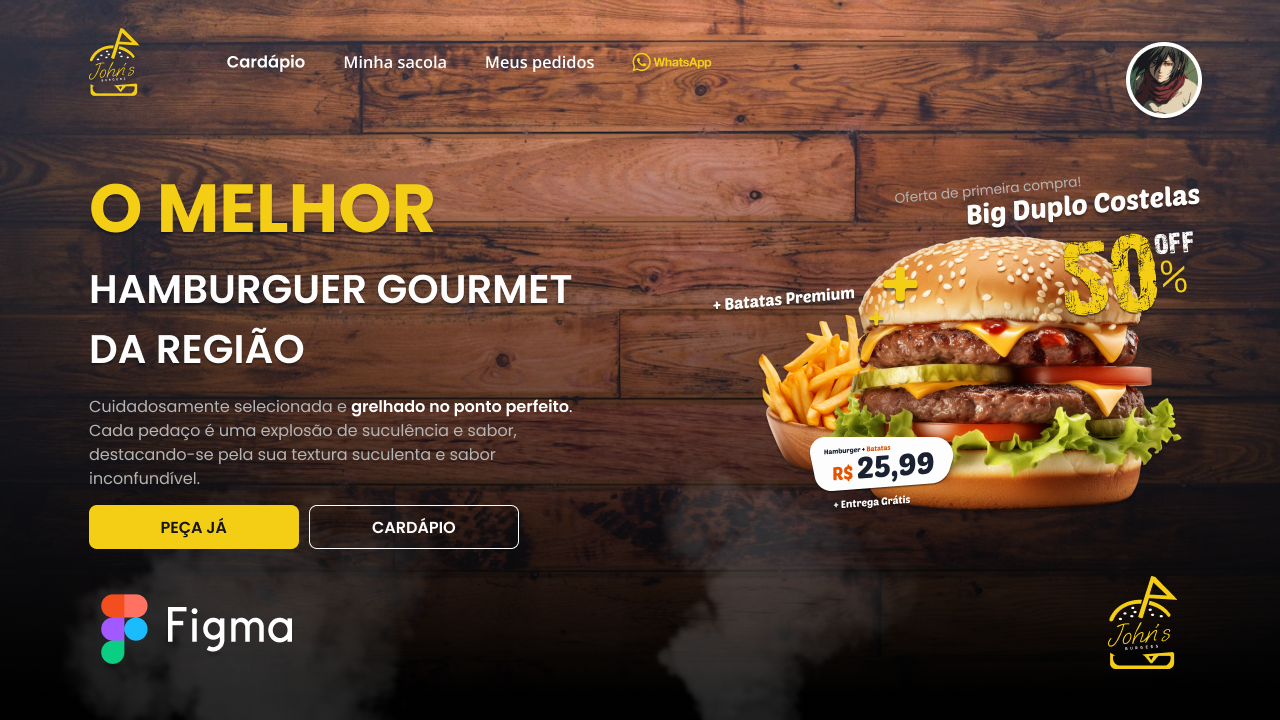 John's
BURGERS
Cardápio
Minha sacola
Meus pedidos
WhatsApp
O MELHOR
HAMBURGUER GOURMET
DA REGIÃO
Cuidadosamente selecionada e grelhado no ponto perfeito.
Cada pedaço é uma explosão de suculência e sabor,
destacando-se pela sua textura suculenta e sabor
inconfundível.
PEÇA JÁ
CARDÁPIO
Oferta de primeira compra!
Big Duplo Costelas
50% OFF
+ Batatas Premium
Hamburger + Batatas
R$ 25,99
+ Entrega Grátis
Figma
John's
BURGERS